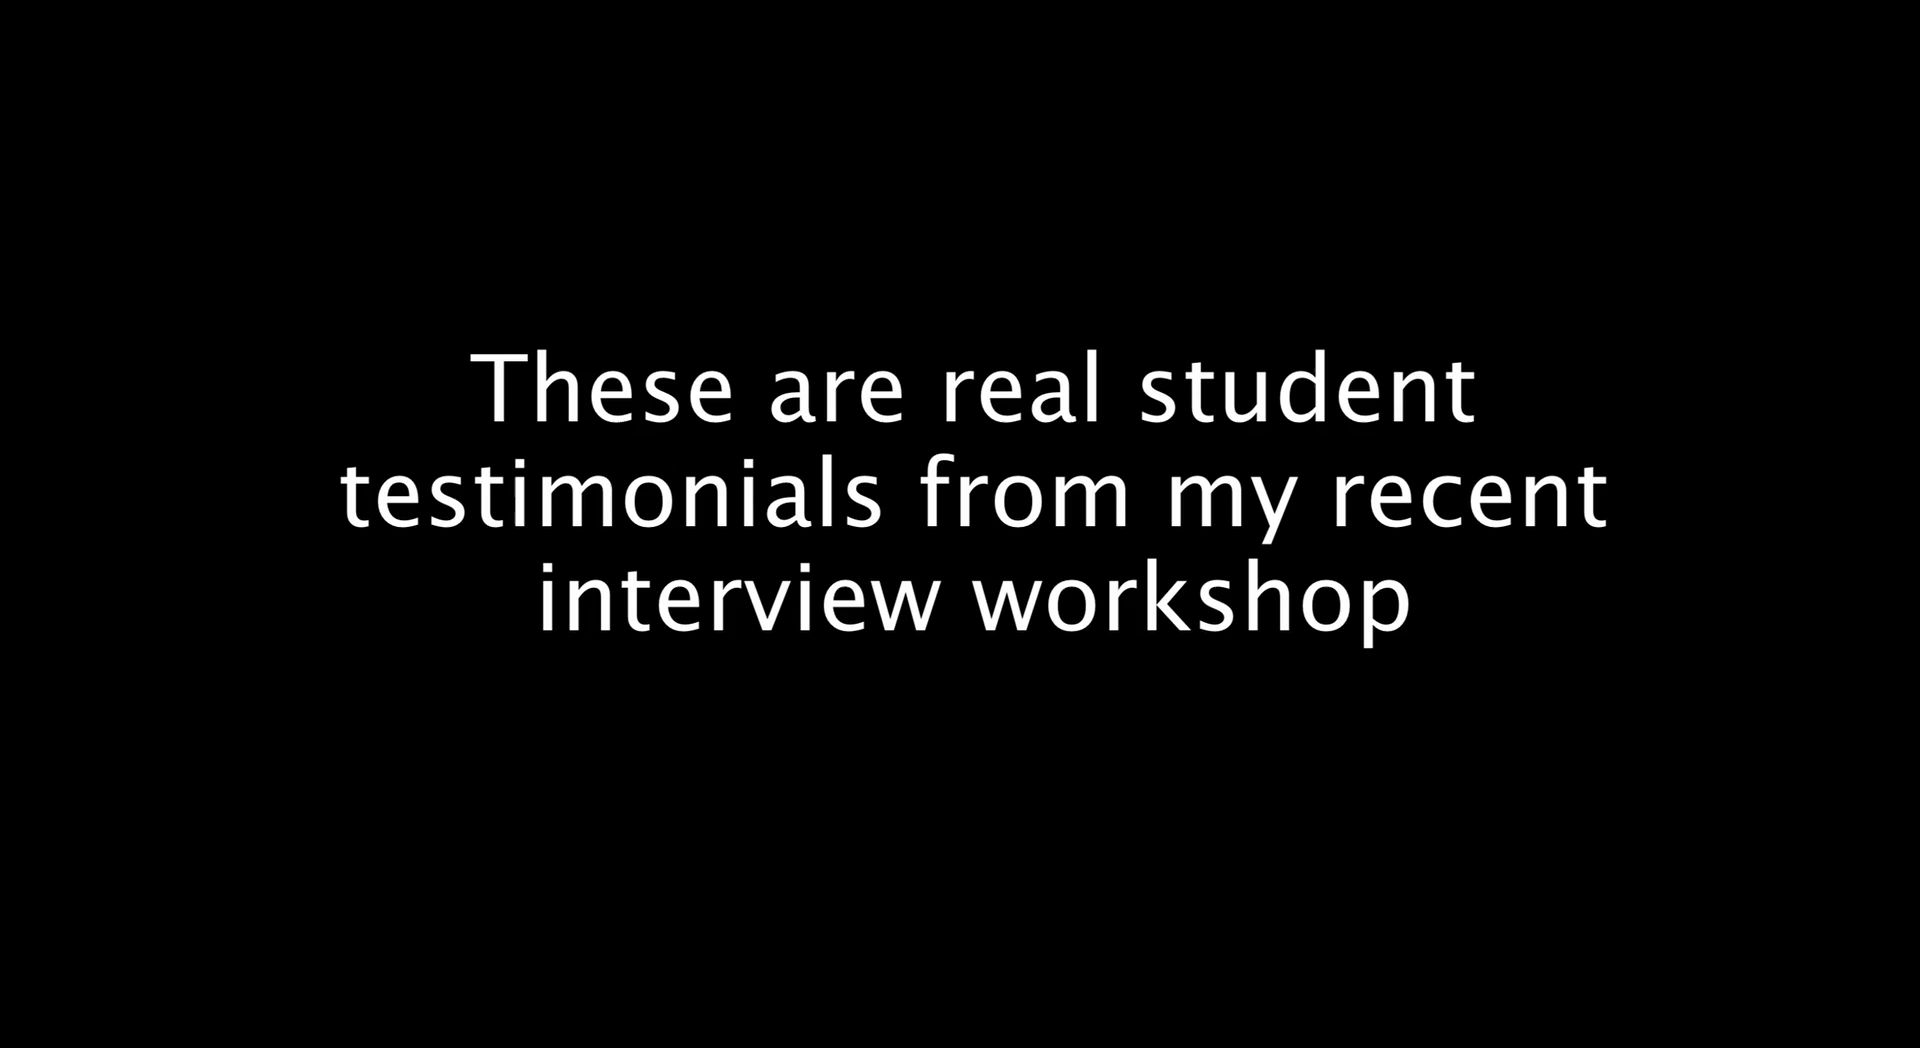 These are real student
testimonials from my recent
interview workshop